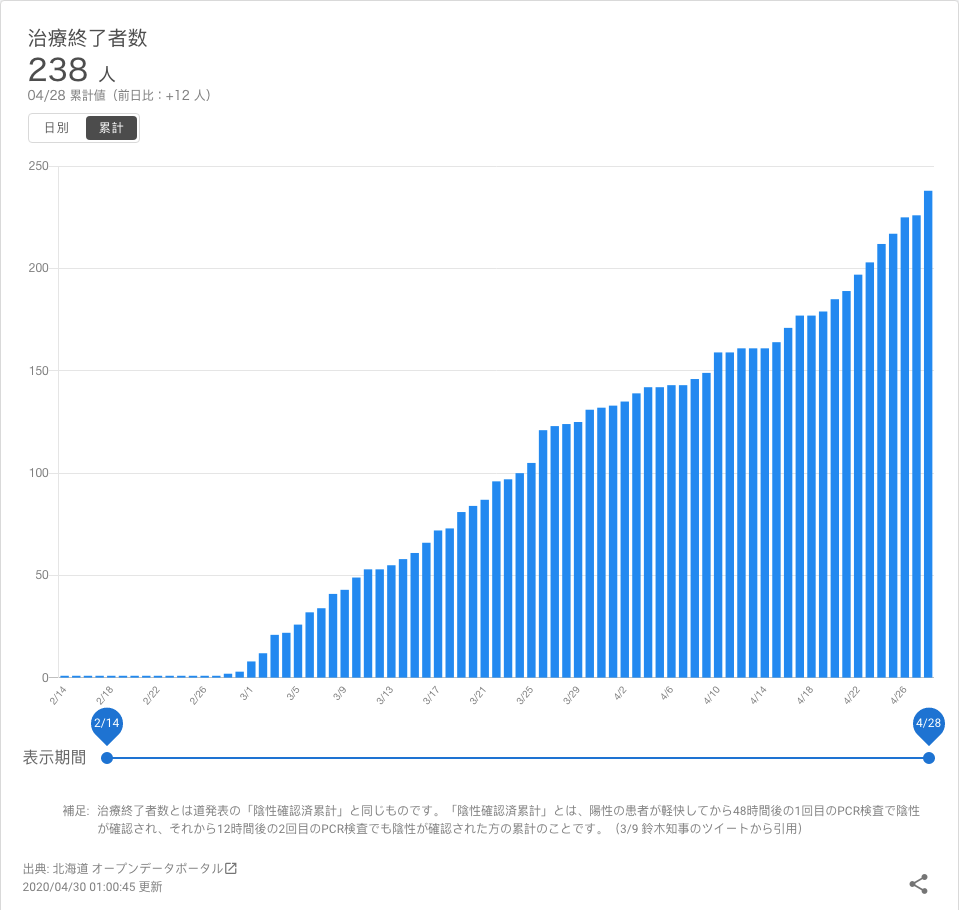 治療終了者数
238 人
04/28 累計値（前日比：+12 人）
日別 累計
250
200
150
100
50
0
2/14 2/18 2/22 2/26 3/1 3/5 3/9 3/13 3/17 3/21 3/25 3/29 4/2 4/6 4/10 4/14 4/18 4/22 4/26
2/14 4/28
表示期間
補足: 治療終了者数とは道発表の「陰性確認済累計」と同じものです。「陰性確認済累計」とは、陽性の患者が軽快してから48時間後の1回目のPCR検査で陰性
が確認され、それから12時間後の2回目のPCR検査でも陰性が確認された方の累計のことです。（3/9 鈴木知事のツイートから引用）
出典: 北海道 オープンデータポータル
2020/04/30 01:00:45 更新